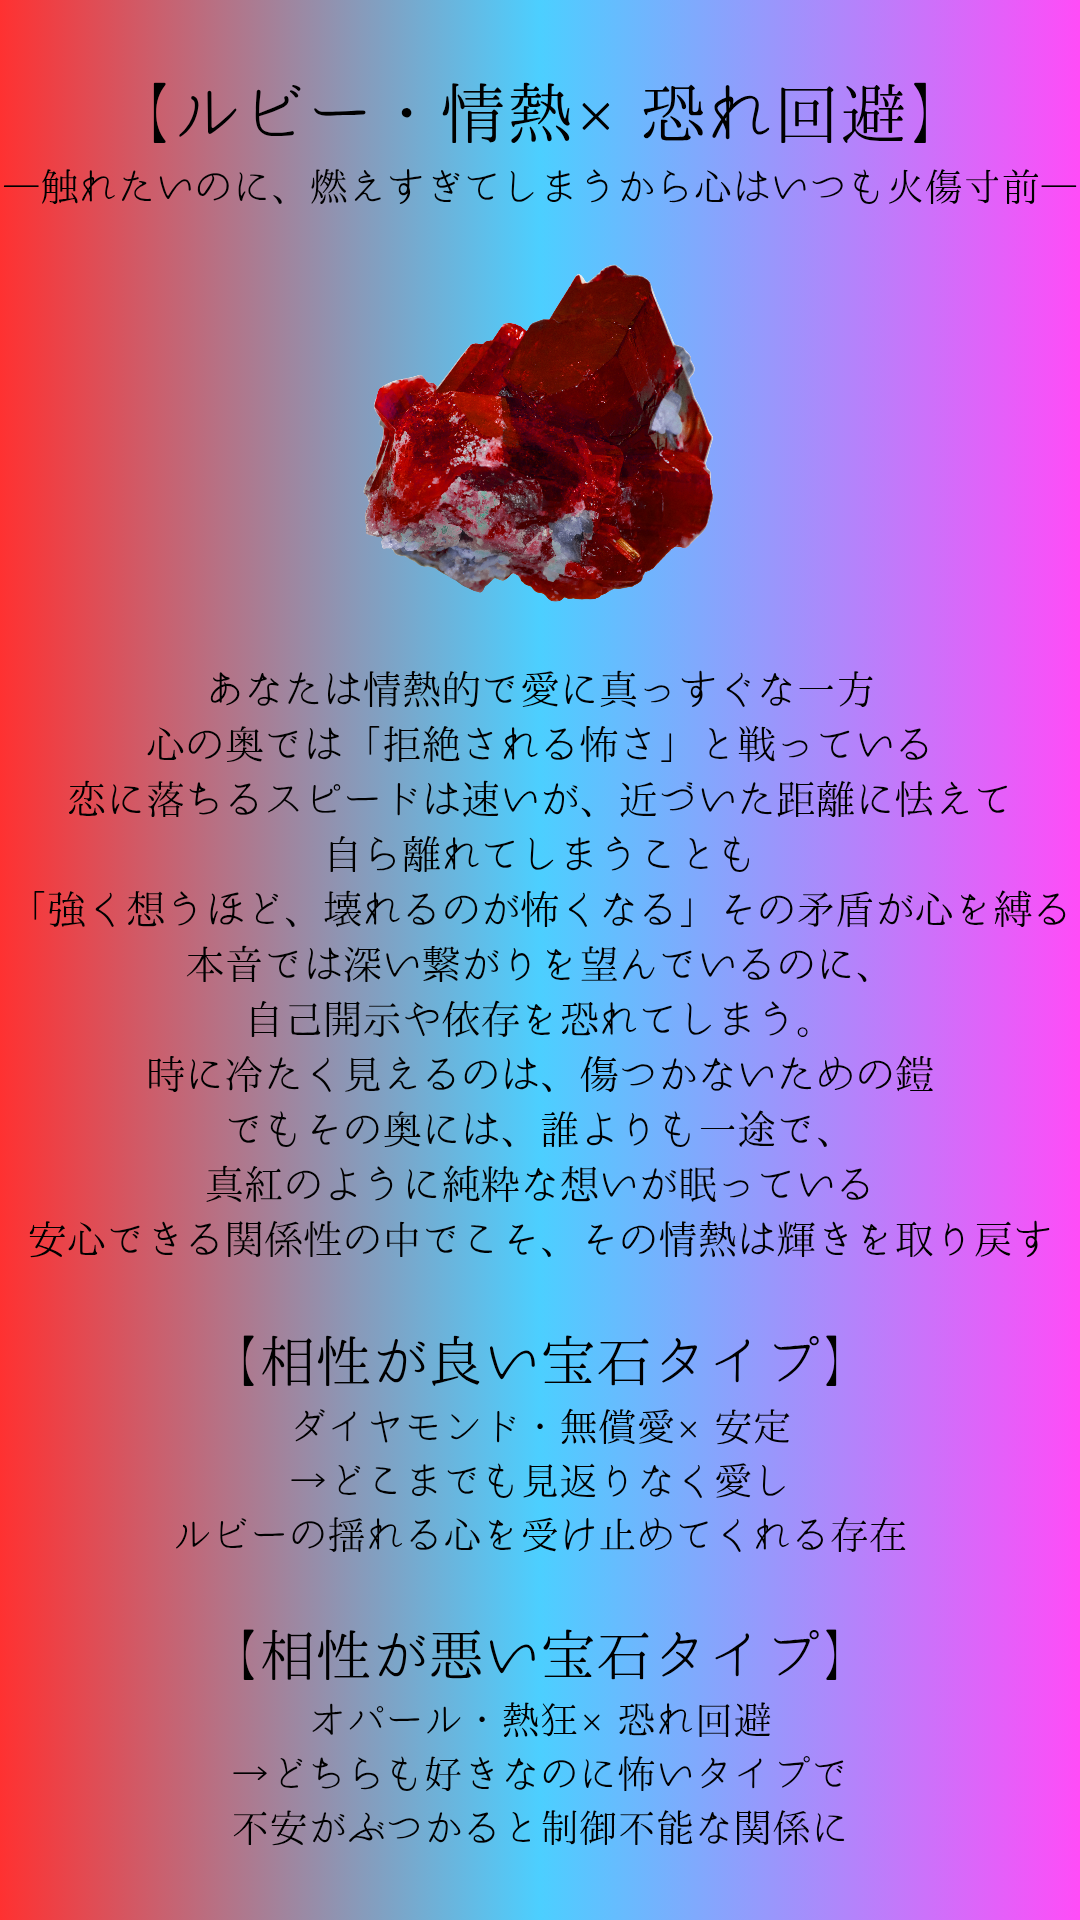 【ルビー・情熱× 恐れ回避】
―触れたいのに、燃えすぎてしまうから心はいつも火傷寸前―
あなたは情熱的で愛に真っすぐな一方
心の奥では「拒絶される怖さ」と戦っている
恋に落ちるスピードは速いが、近づいた距離に怯えて
自ら離れてしまうことも
「強く想うほど、壊れるのが怖くなる」その矛盾が心を縛る
本音では深い繋がりを望んでいるのに、
自己開示や依存を恐れてしまう。
時に冷たく見えるのは、傷つかないための鎧
でもその奥には、誰よりも一途で、
真紅のように純粋な想いが眠っている
安心できる関係性の中でこそ、その情熱は輝きを取り戻す
【相性が良い宝石タイプ】
ダイヤモンド・無償愛× 安定
→どこまでも見返りなく愛し
ルビーの揺れる心を受け止めてくれる存在
【相性が悪い宝石タイプ】
オパール・熱狂× 恐れ回避
→どちらも好きなのに怖いタイプで
不安がぶつかると制御不能な関係に